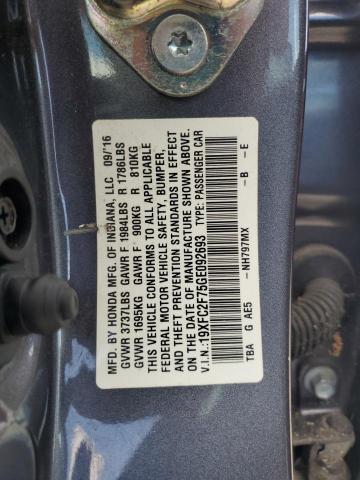 MFD. BY HONDA MFG. OF INDIANA, LLC 09/'16
GVWR 3737LBS GAWR F 1984LBS R 1786LBS
GVWR 1695KG GAWR F 900KG R 810KG
THIS VEHICLE CONFORMS TO ALL APPLICABLE
FEDERAL MOTOR VEHICLE SAFETY, BUMPER,
AND THEFT PREVENTION STANDARDS IN EFFECT
ON THE DATE OF MANUFACTURE SHOWN ABOVE.
V.I.N.:19XFC2F75GE092693 TYPE: PASSENGER CAR
-NH797MX -B -E
TBA G AE5